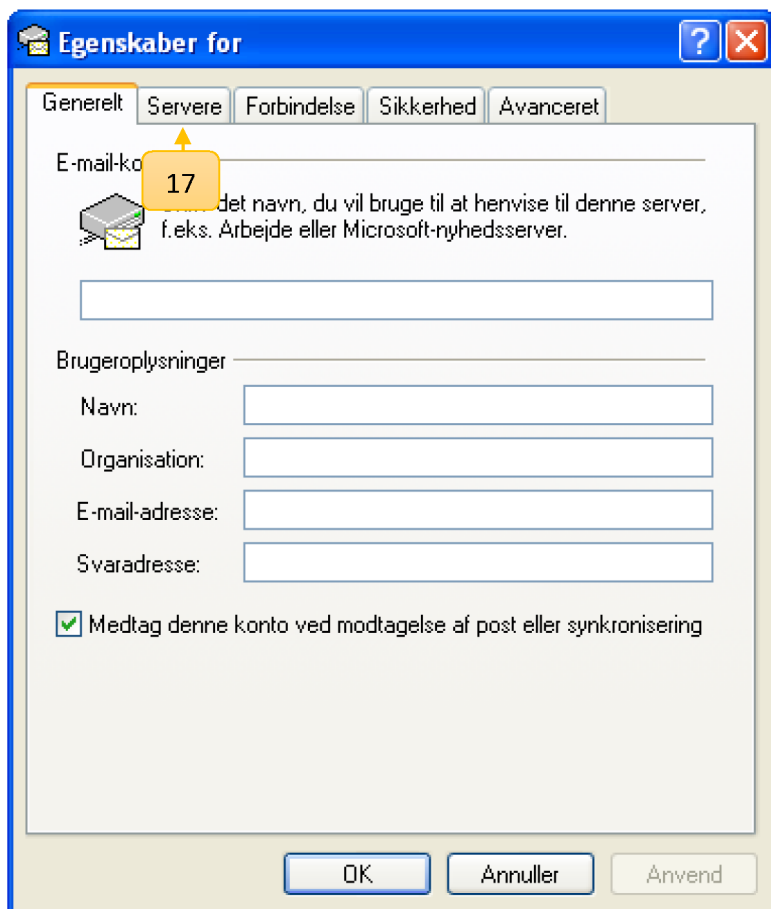 Egenskaber for
Generelt Servere Forbindelse Sikkerhed Avanceret
E-mail-ko
17
det navn, du vil bruge til at henvise til denne server,
f.eks. Arbejde eller Microsoft-nyhedsserver.
Brugeroplysninger
Navn:
Organisation:
E-mail-adresse:
Svaradresse:
Medtag denne konto ved modtagelse af post eller synkronisering
OK Annuller Anvend